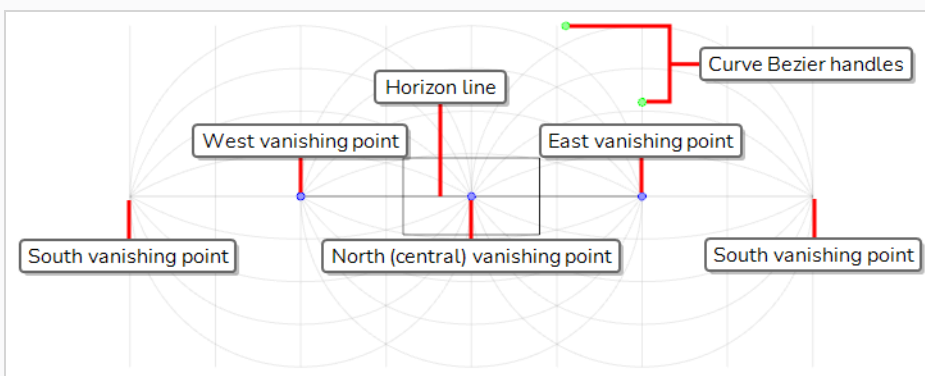 Curve Bezier handles
Horizon line
West vanishing point
East vanishing point
South vanishing point
North (central) vanishing point
South vanishing point